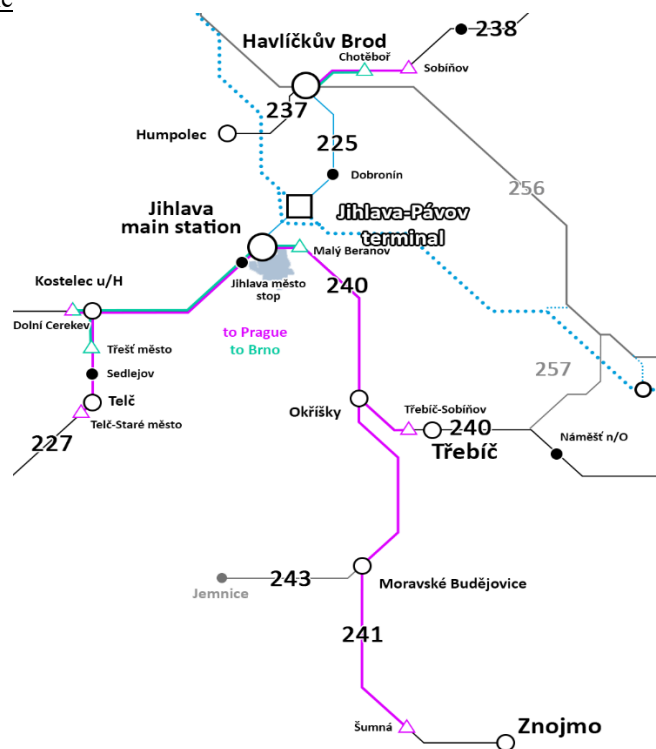 Havlíčkův Brod
238
Chotěboř
Sobíňov
237
Humpolec
225
Dobronín
256
Jihlava
main station
Jihlava-Pávov
terminal
Malý Beranov
Kostelec u/H
Jihlava město
stop
240
Dolní Cerekev
to Prague
to Brno
Třešť město
257
Sedlejov
Okříšky
Třebíč-Sobíňov
240
Telč
Telč-Staré město
Třebíč
Náměšť n/O
227
243
Jemnice
Moravské Budějovice
241
Šumná
Znojmo